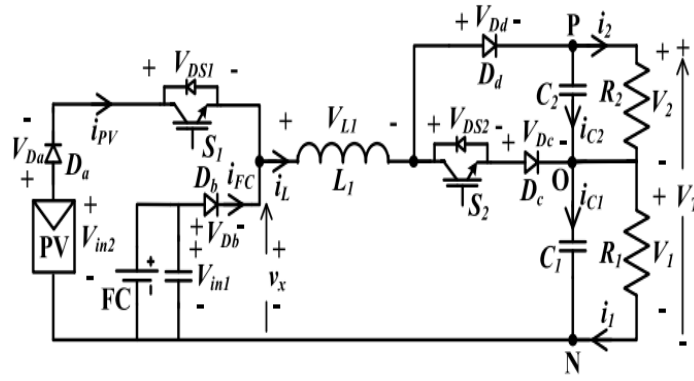 + V_Dd -
P
i_2
+ +
D_d
+ V_DS1 -
C_2
R_2
V_2
i_PV
S_1
+ V_L1 -
+ V_DS2 -
+ V_Dc -
i_C2
-
V_Da
+
D_a
D_b
i_FC
i_L
L_1
S_2
D_c
O
-
V_T
i_C1
+
PV
+
V_in2
-
+ V_Db -
+
V_in1
-
+
v_x
-
C_1
R_1
V_1
FC
+
-
i_1
- -
N